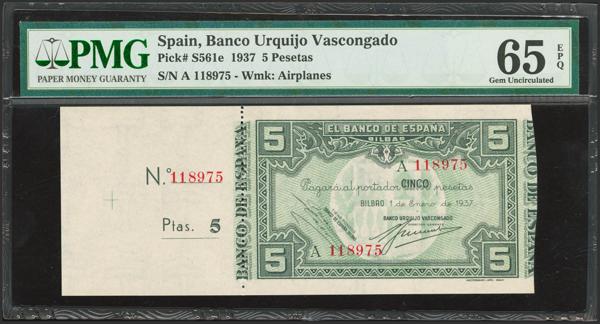 PMG
PAPER MONEY GUARANTY
Spain, Banco Urquijo Vascongado
Pick# S561e 1937 5 Pesetas
S/N A 118975 - Wmk: Airplanes
65 EPQ
Gem Uncirculated
N.º 118975
Ptas. 5
BANCO DE ESPAÑA
5 5
EL BANCO DE ESPAÑA
BILBAO
A 118975
Pagará al portador CINCO pesetas
BILBAO 1 de Enero de 1937
BANCO URQUIJO VASCONGADO
A 118975
5 5
BANCO DE ESPAÑA